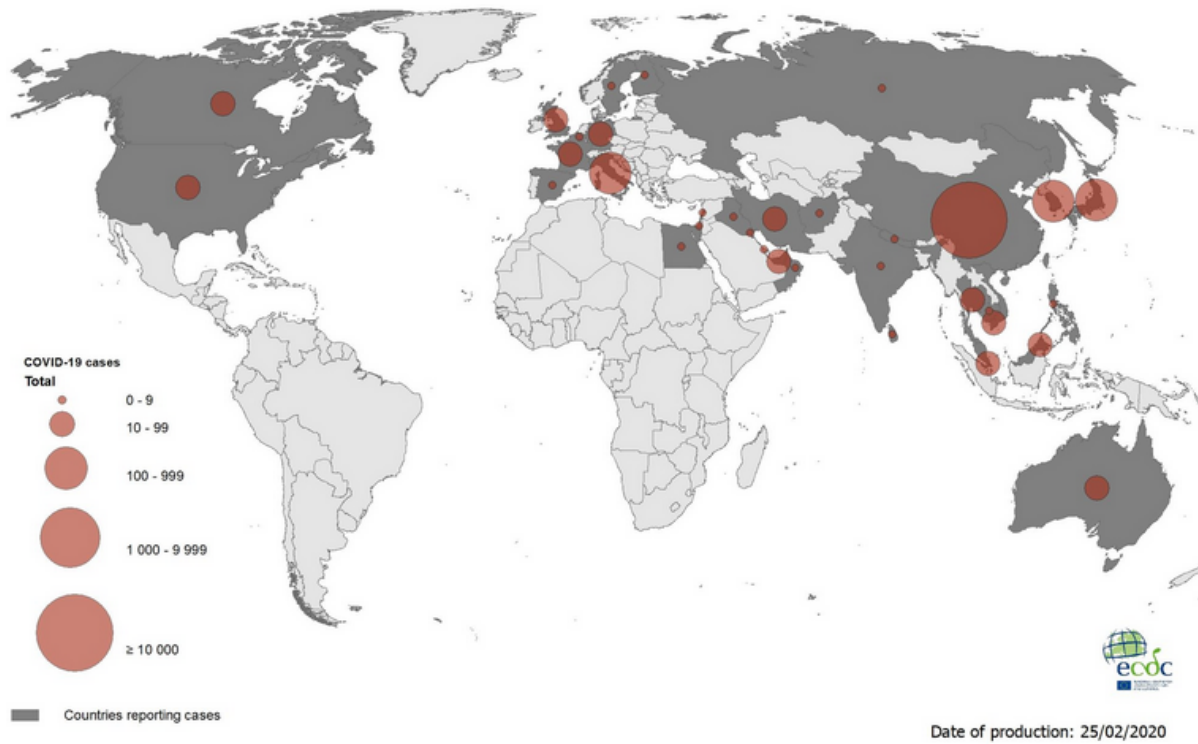 COVID-19 cases
Total
0 - 9
10 - 99
100 - 999
1 000 - 9 999
≥ 10 000
Countries reporting cases
ecdc
Date of production: 25/02/2020